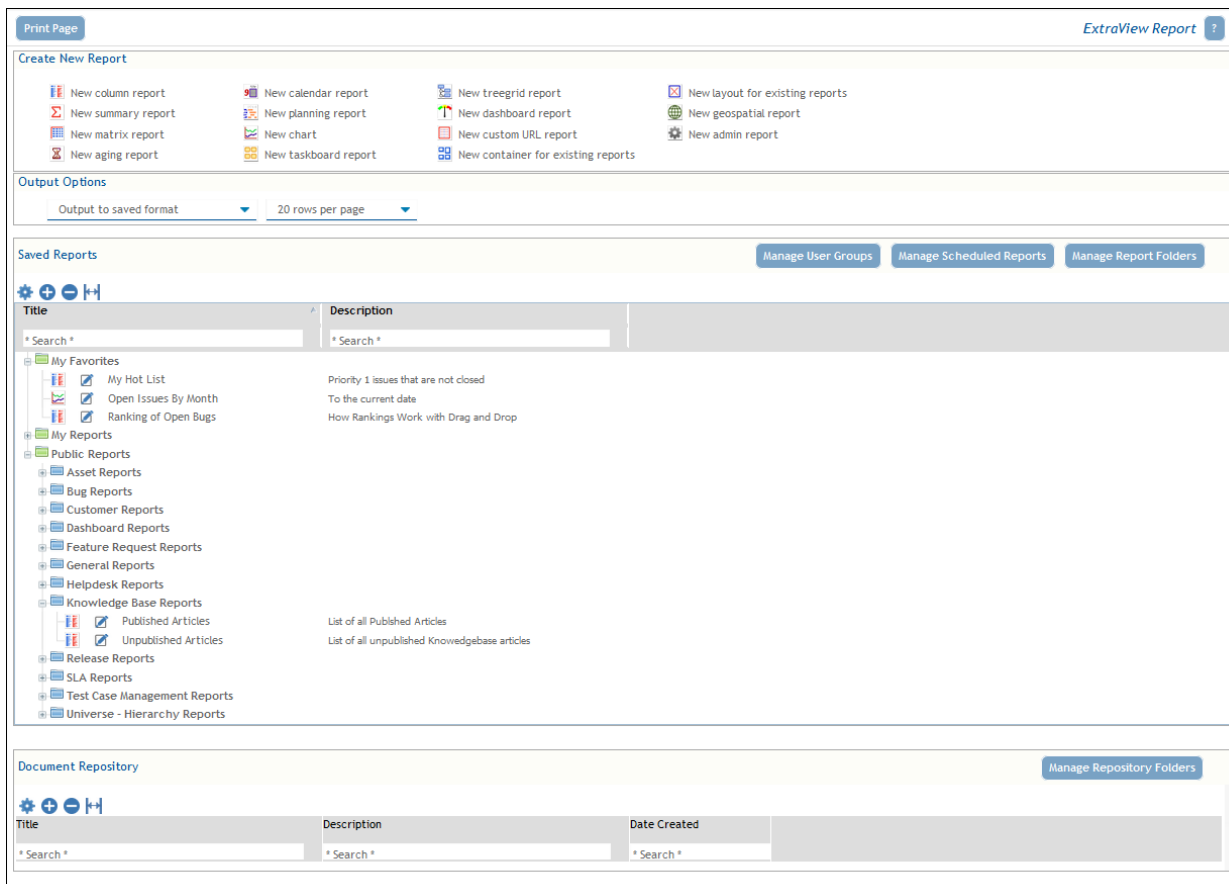 Print Page
ExtraView Report ?
Create New Report
New column report
New calendar report
New treegrid report
New layout for existing reports
New summary report
New planning report
New dashboard report
New geospatial report
New matrix report
New chart
New custom URL report
New admin report
New aging report
New taskboard report
New container for existing reports
Output Options
Output to saved format
20 rows per page
Saved Reports
Manage User Groups
Manage Scheduled Reports
Manage Report Folders
Title
Description
* Search *
* Search *
My Favorites
My Hot List
Priority 1 issues that are not closed
Open Issues By Month
To the current date
Ranking of Open Bugs
How Rankings Work with Drag and Drop
My Reports
Public Reports
Asset Reports
Bug Reports
Customer Reports
Dashboard Reports
Feature Request Reports
General Reports
Helpdesk Reports
Knowledge Base Reports
Published Articles
List of all Publshed Articles
Unpublished Articles
List of all unpublished Knowedgebase articles
Release Reports
SLA Reports
Test Case Management Reports
Universe - Hierarchy Reports
Document Repository
Manage Repository Folders
Title
Description
Date Created
* Search *
* Search *
* Search *